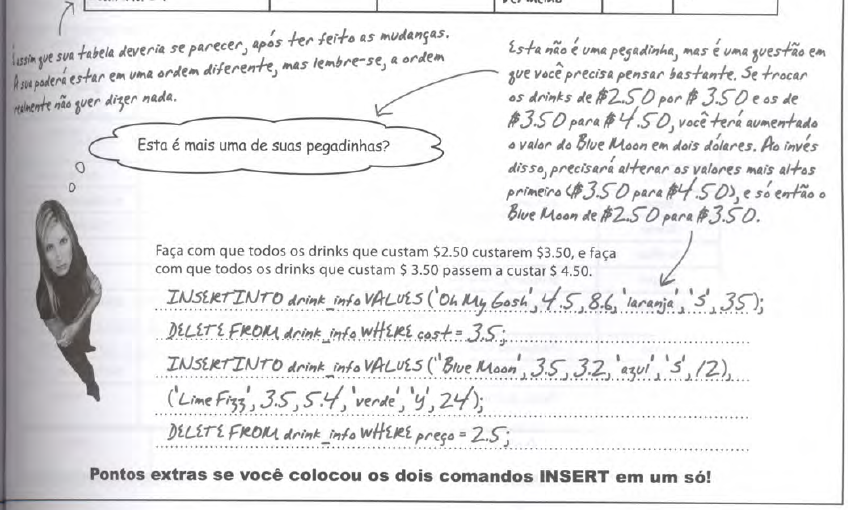 É assim que sua tabela deveria se parecer, após ter feito as mudanças.
A sua poderá estar em uma ordem diferente, mas lembre-se, a ordem
realmente não quer dizer nada.
Esta não é uma pegadinha, mas é uma questão em
que você precisa pensar bastante. Se trocar
os drinks de $2.50 por $3.50 e os de
$3.50 para $4.50, você terá aumentado
o valor do Blue Moon em dois dólares. Ao invés
disso, precisará alterar os valores mais altos
primeiro ($3.50 para $4.50), e só então o
Blue Moon de $2.50 para $3.50.
Esta é mais uma de suas pegadinhas?
Faça com que todos os drinks que custam $2.50 custarem $3.50, e faça
com que todos os drinks que custam $ 3.50 passem a custar $ 4.50.
INSERT INTO drink_info VALUES ('Oh My Gosh', 4.5, 8.6, 'laranja', 'S', 35);
DELETE FROM drink_info WHERE cost = 3.5;
INSERT INTO drink_info VALUES ('Blue Moon', 3.5, 3.2, 'azul', 'S', 12),
('Lime Fizz', 3.5, 5.4, 'verde', 'Y', 24);
DELETE FROM drink_info WHERE preço = 2.5;
Pontos extras se você colocou os dois comandos INSERT em um só!